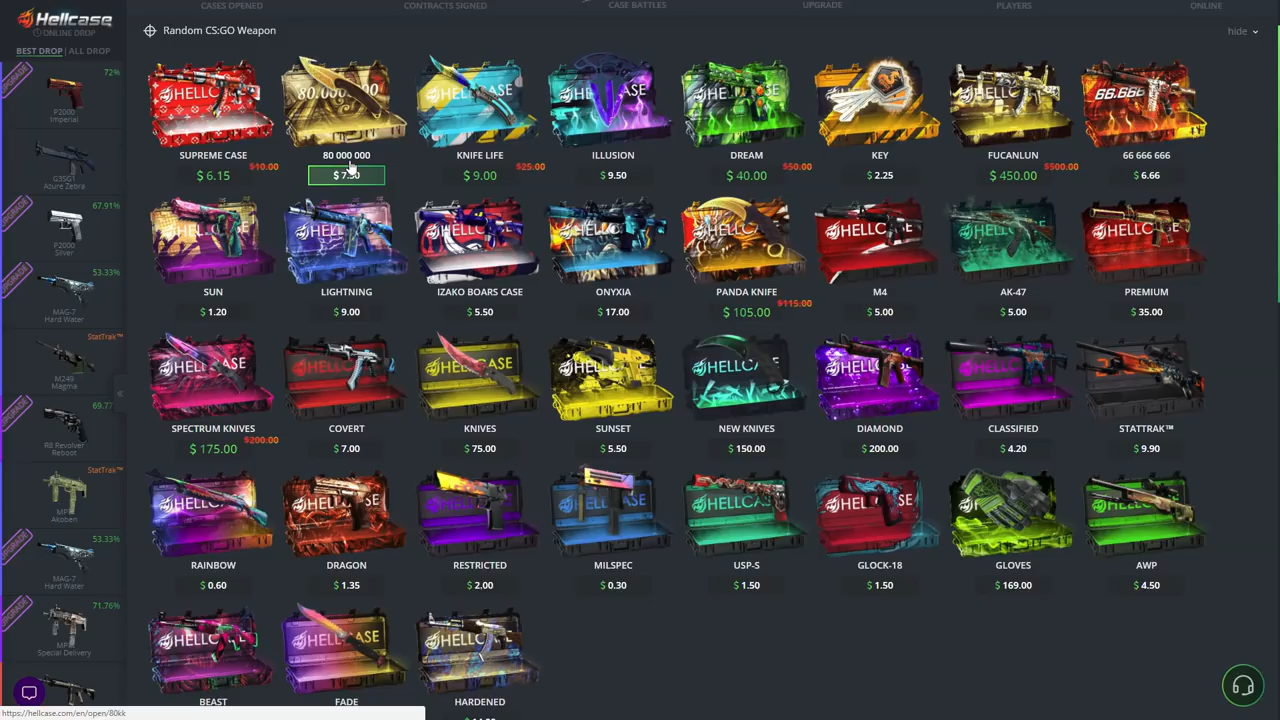 Hellcase
ONLINE DROP
BEST DROP | ALL DROP
CASES OPENED
CONTRACTS SIGNED
CASE BATTLES
UPGRADE
PLAYERS
ONLINE
Random CS:GO Weapon
hide
SUPREME CASE
$ 6.15
$10.00
80 000 000
KNIFE LIFE
$ 9.00
$25.00
ILLUSION
$ 9.50
DREAM
$ 40.00
$50.00
KEY
$ 2.25
FUCANLUN
$ 450.00
$500.00
66 666 666
$ 6.66
SUN
$ 1.20
LIGHTNING
$ 9.00
IZAKO BOARS CASE
$ 5.50
ONYXIA
$ 17.00
PANDA KNIFE
$ 105.00
$115.00
M4
$ 5.00
AK-47
$ 5.00
PREMIUM
$ 35.00
SPECTRUM KNIVES
$ 175.00
$200.00
COVERT
$ 7.00
KNIVES
$ 75.00
SUNSET
$ 5.50
NEW KNIVES
$ 150.00
DIAMOND
$ 200.00
CLASSIFIED
$ 4.20
STATTRAK™
$ 9.90
RAINBOW
$ 0.60
DRAGON
$ 1.35
RESTRICTED
$ 2.00
MILSPEC
$ 0.30
USP-S
$ 1.50
GLOCK-18
$ 1.50
GLOVES
$ 169.00
AWP
$ 4.50
BEAST
FADE
HARDENED
UPGRADE
72%
P2000
Imperial
G3SG1
Azure Zebra
UPGRADE
67.91%
P2000
Silver
UPGRADE
53.33%
MAG-7
Hard Water
StatTrak™
M249
Magma
UPGRADE
R8 Revolver
Reboot
StatTrak™
UPGRADE
53.33%
MAG-7
Hard Water
UPGRADE
71.76%
Special Delivery
https://hellcase.com/en/open/80kk